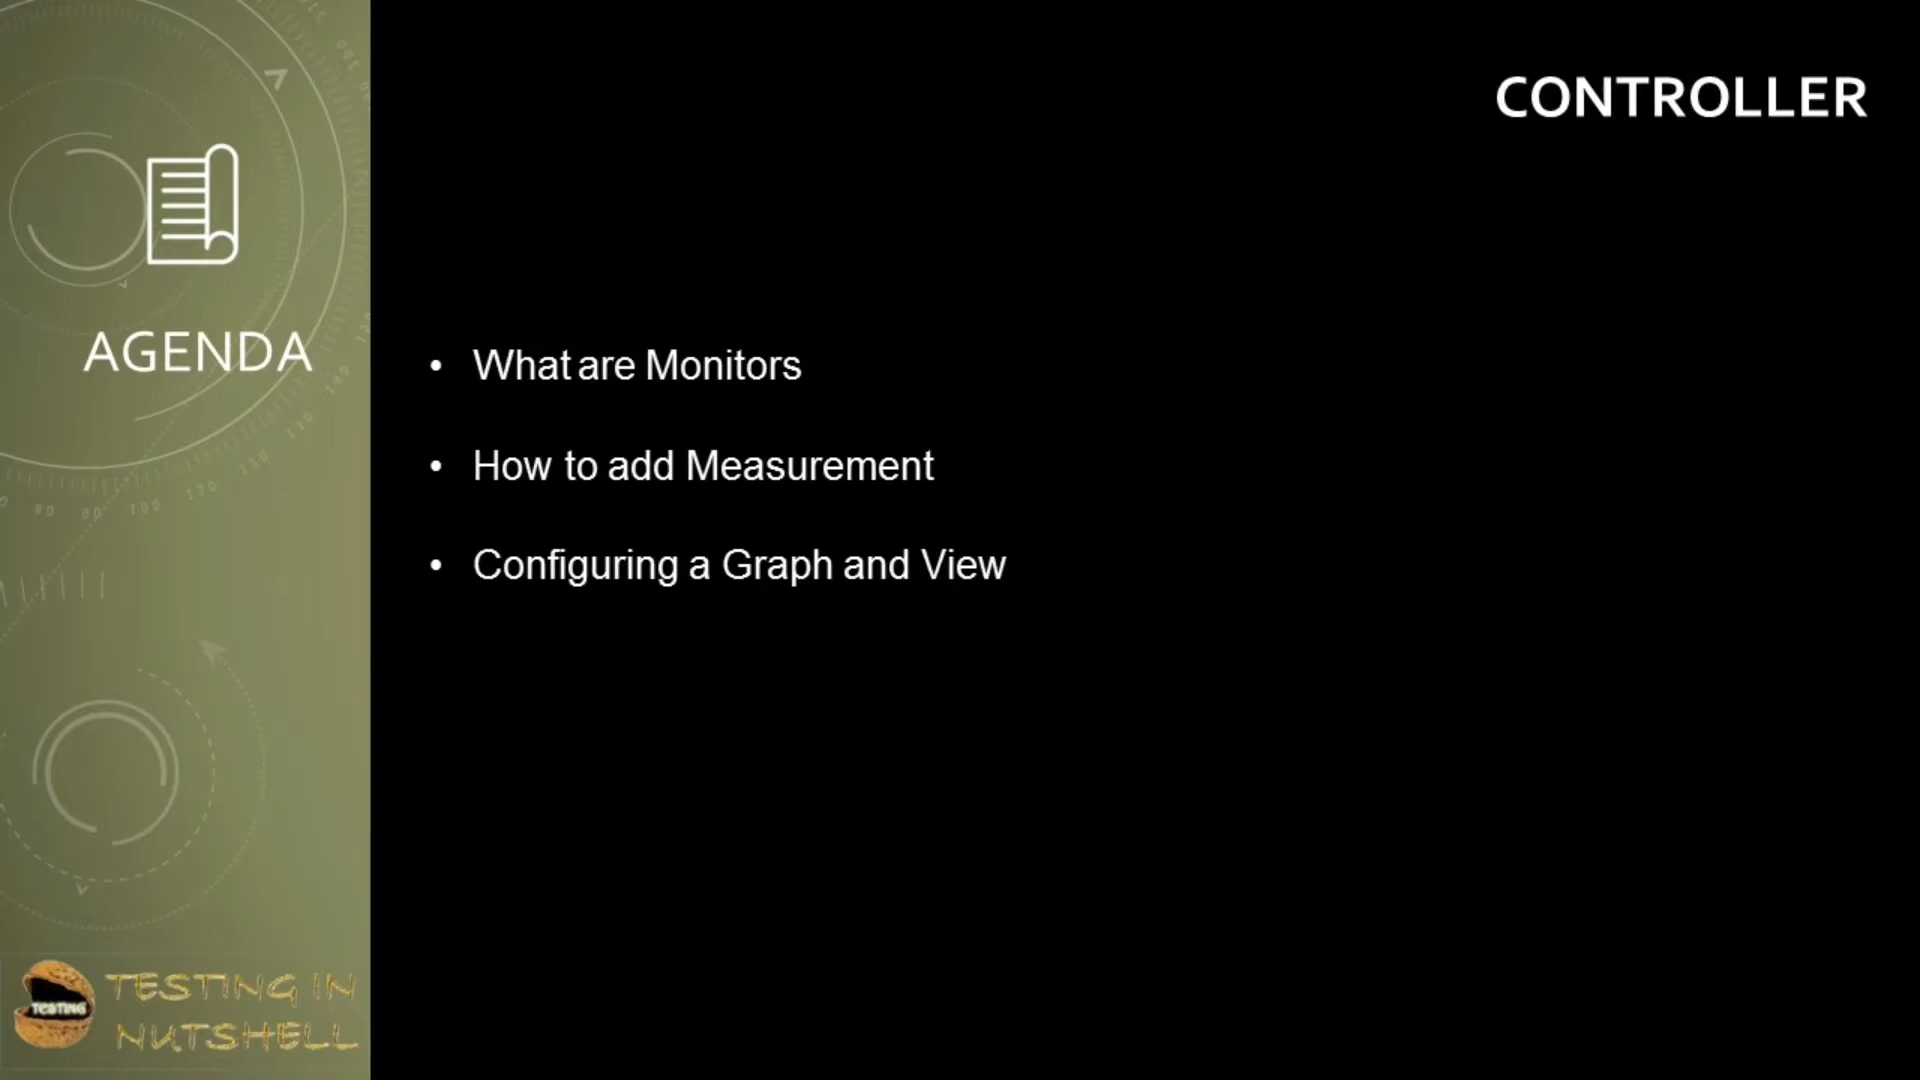 CONTROLLER
AGENDA
• What are Monitors
• How to add Measurement
• Configuring a Graph and View
TESTING
TESTING IN
NUTSHELL